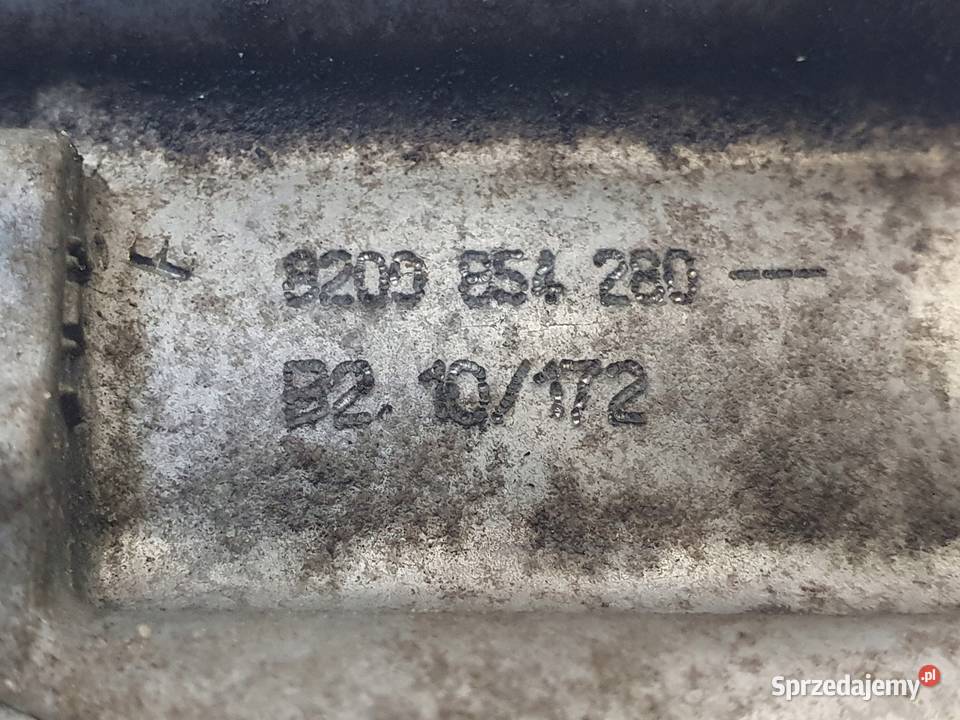 8200 854 280 ---
B2. 10/172
Sprzedajemy.pl